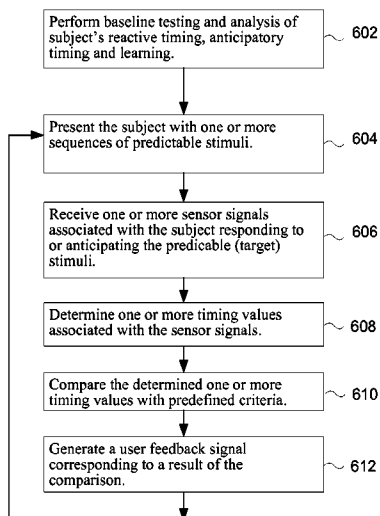 Perform baseline testing and analysis of
subject's reactive timing, anticipatory
timing and learning.
602
Present the subject with one or more
sequences of predictable stimuli.
604
Receive one or more sensor signals
associated with the subject responding to
or anticipating the predicable (target)
stimuli.
606
Determine one or more timing values
associated with the sensor signals.
608
Compare the determined one or more
timing values with predefined criteria.
610
Generate a user feedback signal
corresponding to a result of the
comparison.
612